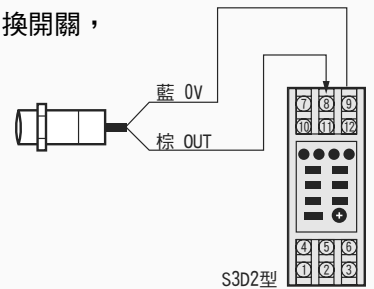 換開關，
藍 0V
棕 OUT
⑦ ⑧ ⑨
⑩ ⑪ ⑫
④ ⑤ ⑥
① ② ③
S3D2型